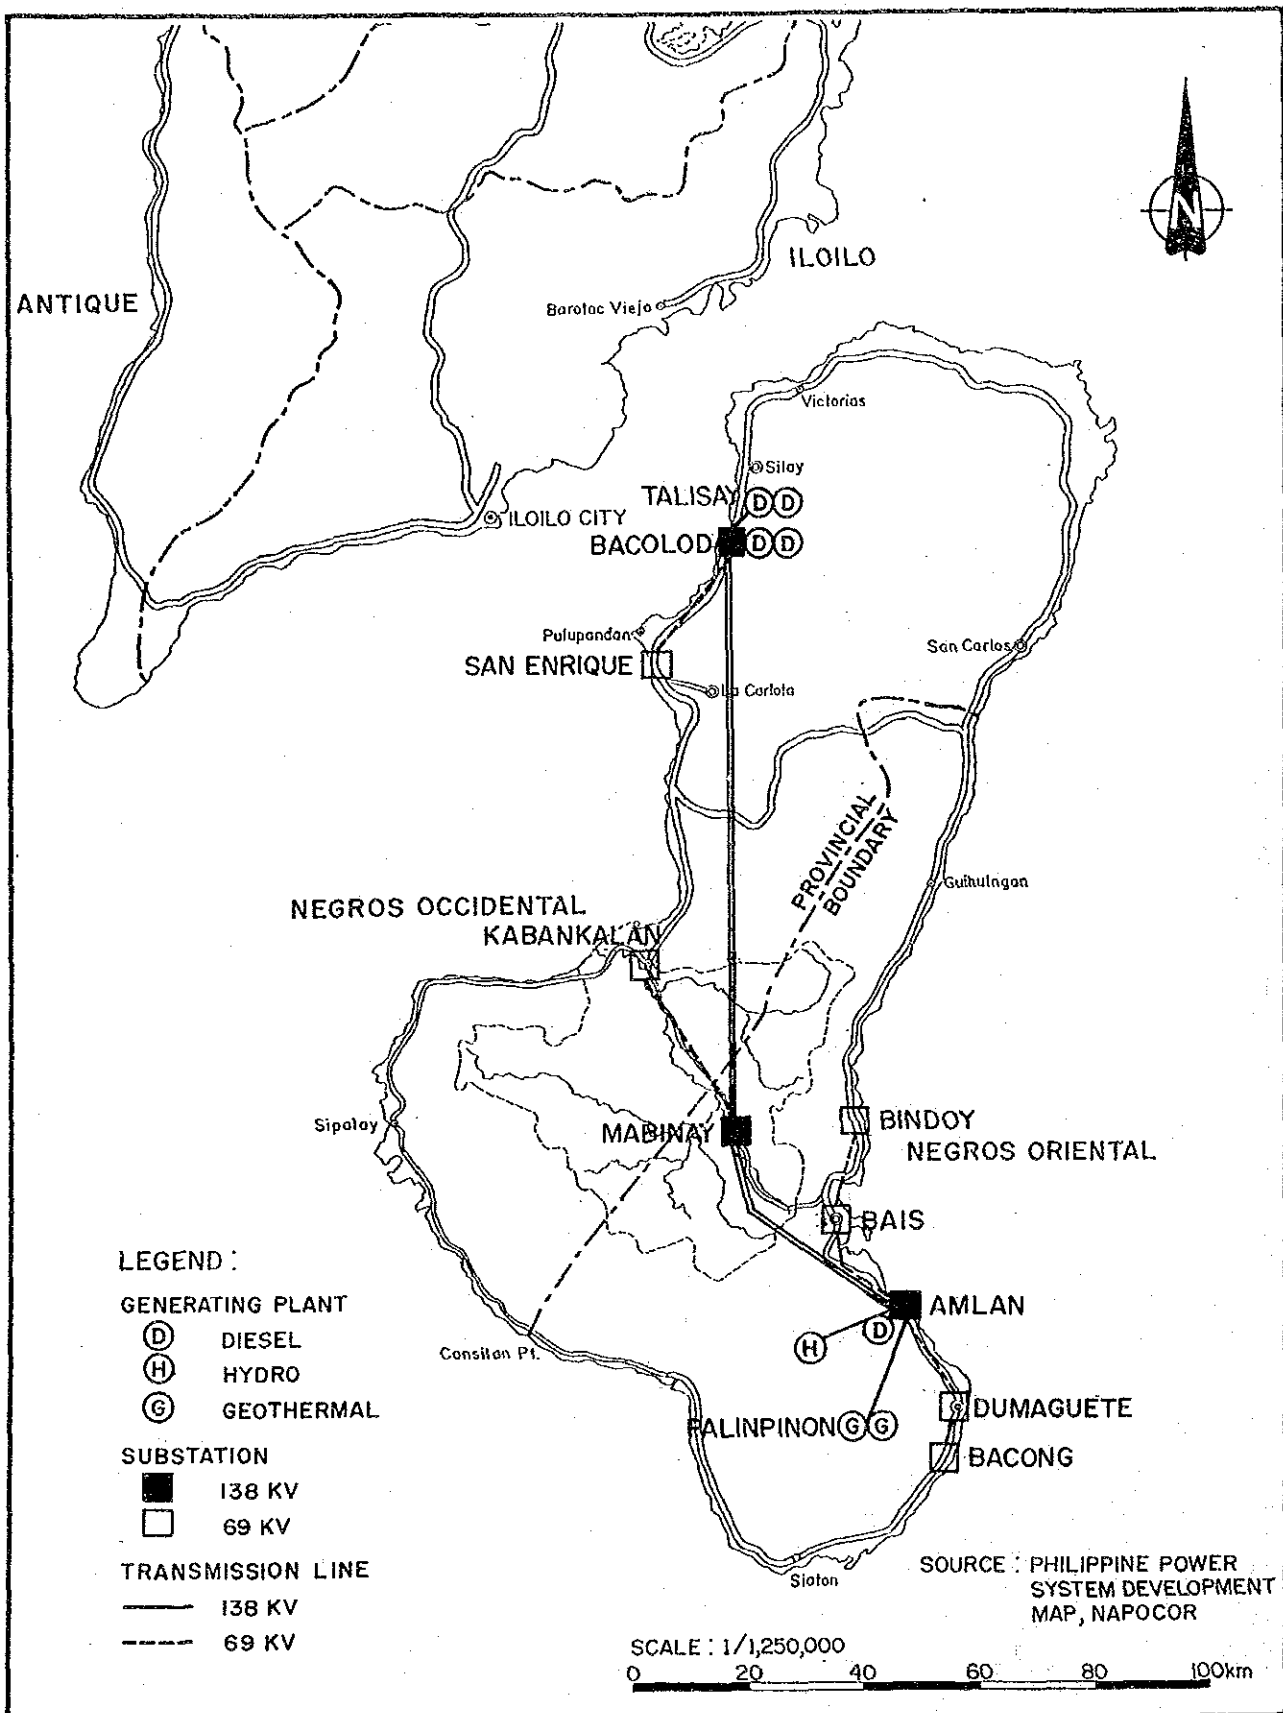 N
ILOILO
ANTIQUE
Barotac Viejo
Victorias
Silay
TALISAY D D
ILOILO CITY
BACOLOD D D
Pulupandan
San Carlos
SAN ENRIQUE
La Carlota
PROVINCIAL
BOUNDARY
Guihulngan
NEGROS OCCIDENTAL
KABANKALAN
Sipalay
MABINAY
BINDOY
NEGROS ORIENTAL
BAIS
AMLAN
D
H
Cansilan Pt.
DUMAGUETE
PALINPINON G G
BACONG
Siaton
LEGEND :
GENERATING PLANT
D DIESEL
H HYDRO
G GEOTHERMAL
SUBSTATION
138 KV
69 KV
TRANSMISSION LINE
138 KV
69 KV
SOURCE : PHILIPPINE POWER
SYSTEM DEVELOPMENT
MAP, NAPOCOR
SCALE : 1/1,250,000
0 20 40 60 80 100km